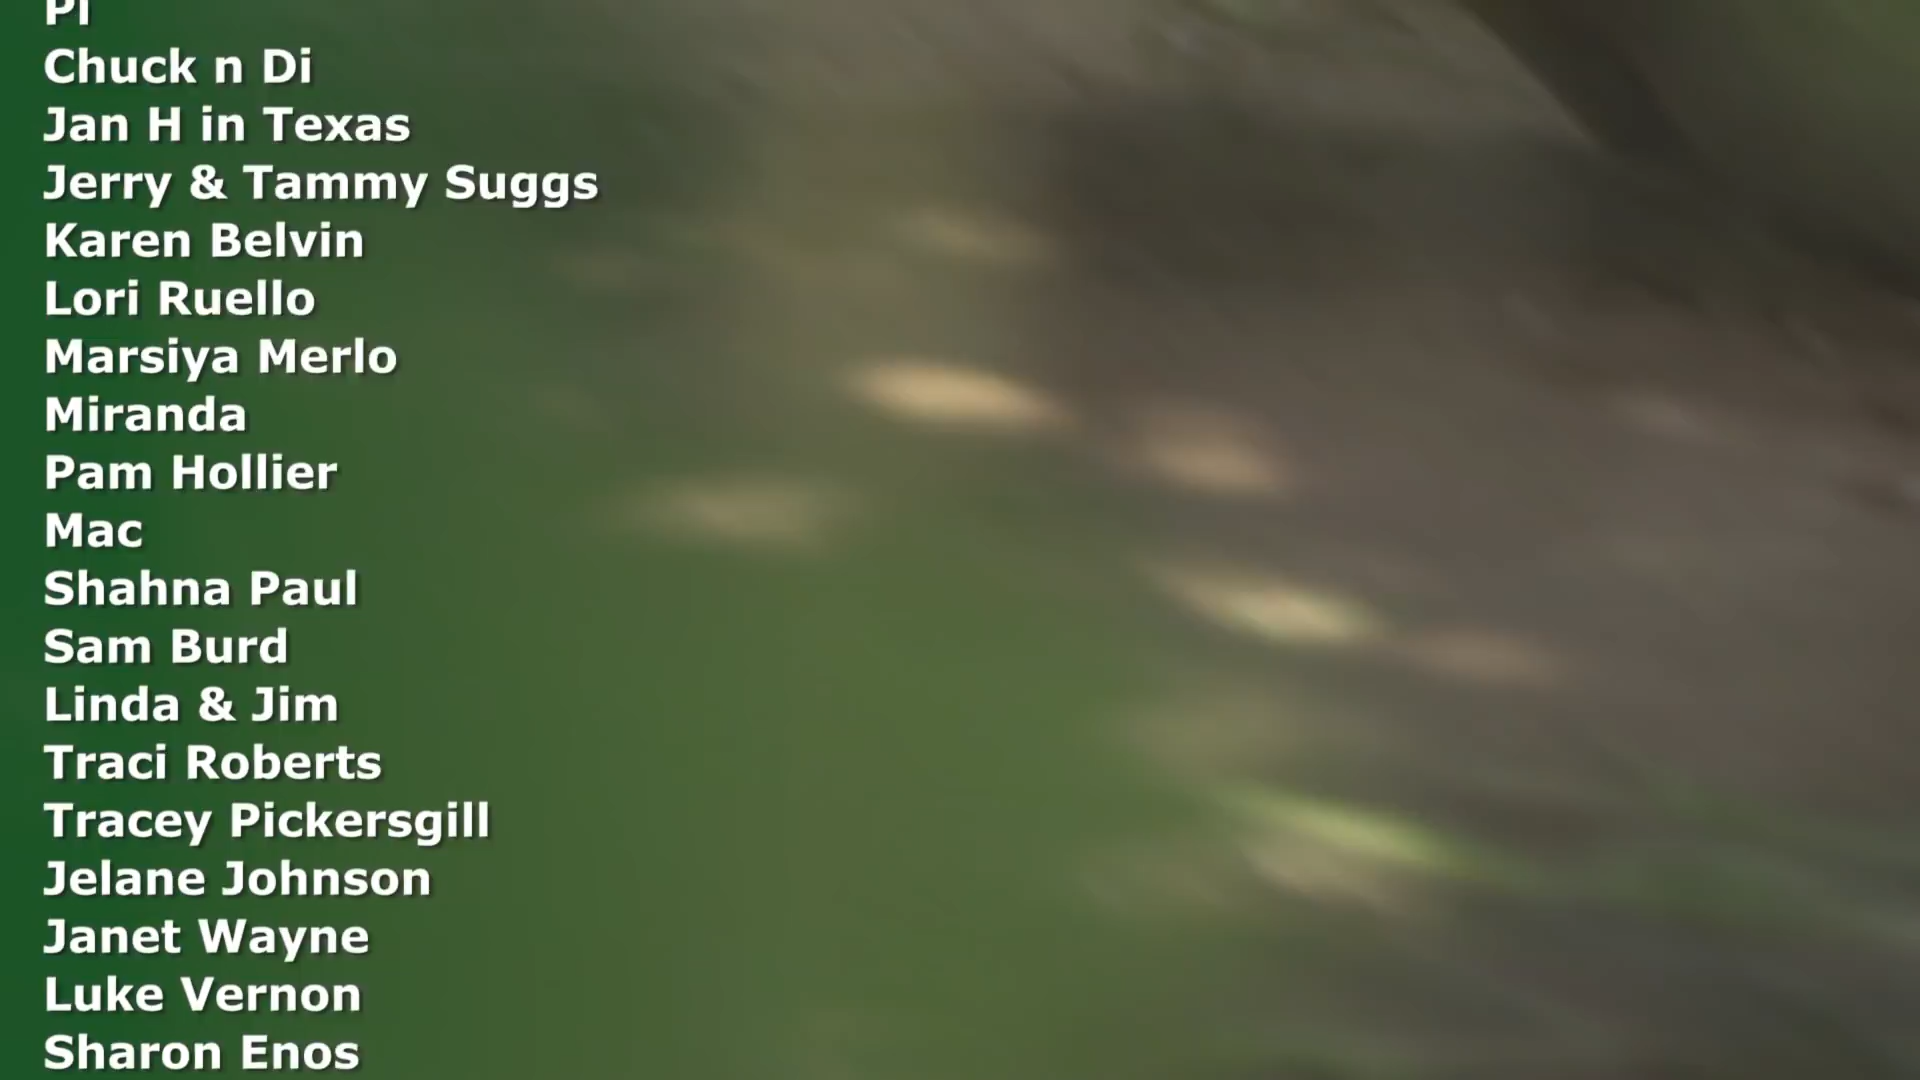 Chuck n Di
Jan H in Texas
Jerry & Tammy Suggs
Karen Belvin
Lori Ruello
Marsiya Merlo
Miranda
Pam Hollier
Mac
Shahna Paul
Sam Burd
Linda & Jim
Traci Roberts
Tracey Pickersgill
Jelane Johnson
Janet Wayne
Luke Vernon
Sharon Enos